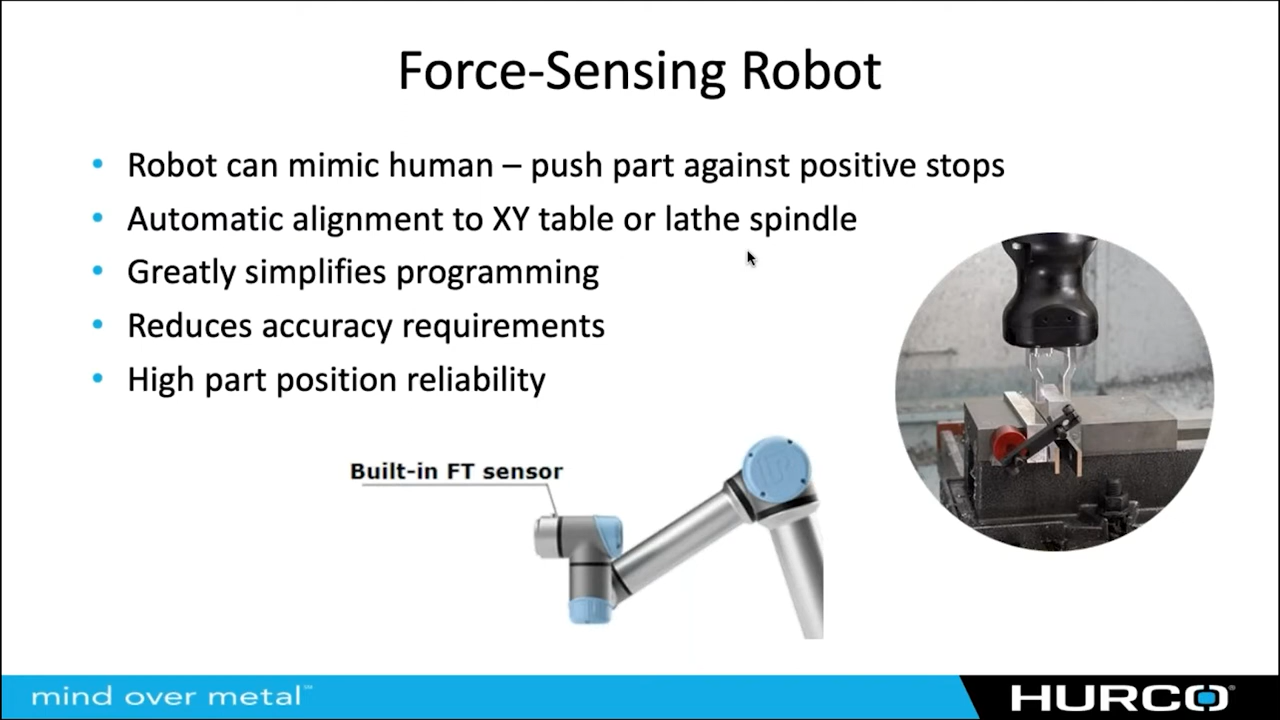 Force-Sensing Robot
• Robot can mimic human – push part against positive stops
• Automatic alignment to XY table or lathe spindle
• Greatly simplifies programming
• Reduces accuracy requirements
• High part position reliability
Built-in FT sensor
mind over metal™
HURCO®